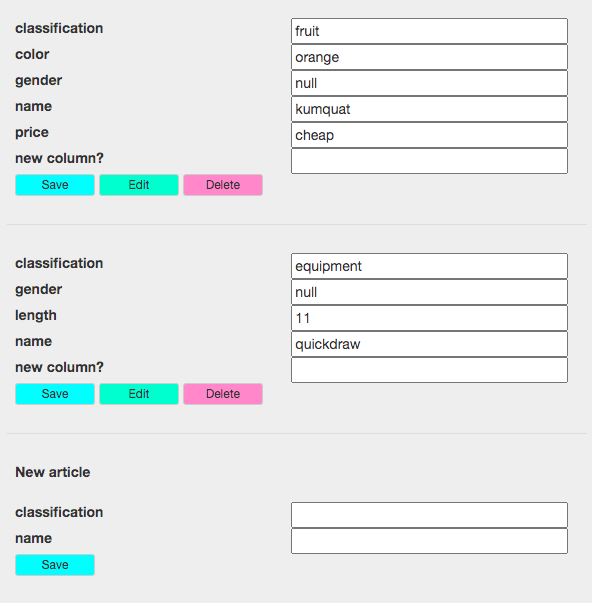 classification fruit
color orange
gender null
name kumquat
price cheap
new column?
Save Edit Delete
classification equipment
gender null
length 11
name quickdraw
new column?
Save Edit Delete
New article
classification
name
Save